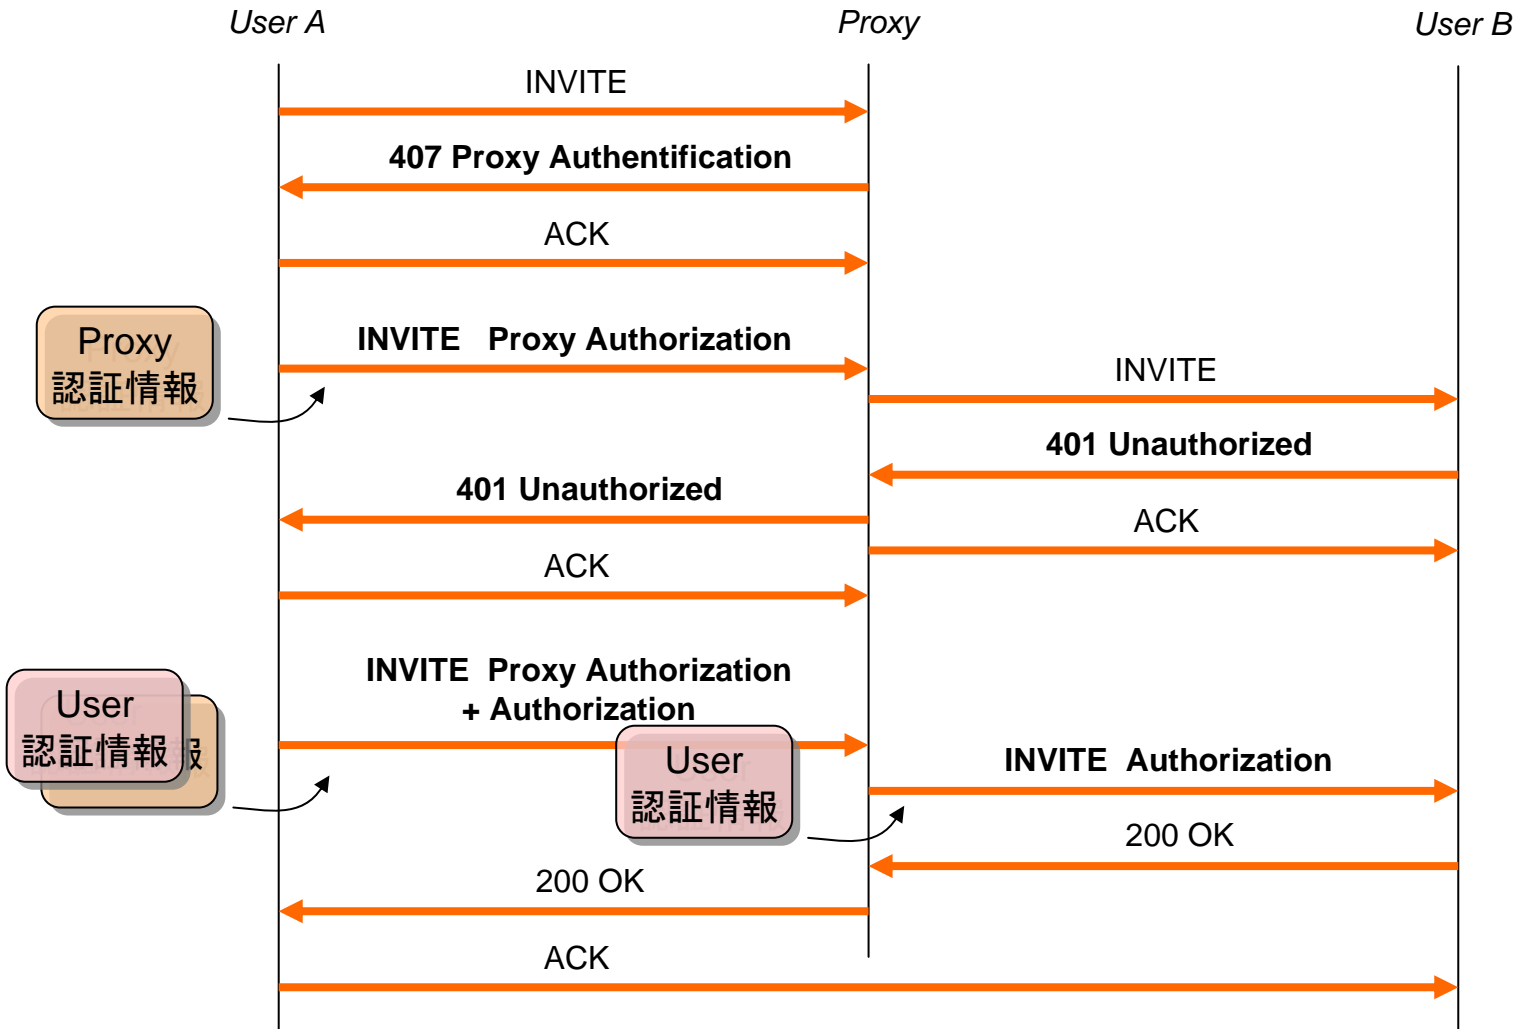 User A
Proxy
User B
INVITE
407 Proxy Authentification
ACK
Proxy
認証情報
INVITE   Proxy Authorization
INVITE
401 Unauthorized
401 Unauthorized
ACK
ACK
INVITE  Proxy Authorization
+ Authorization
User
認証情報
報
User
認証情報
INVITE  Authorization
200 OK
200 OK
ACK